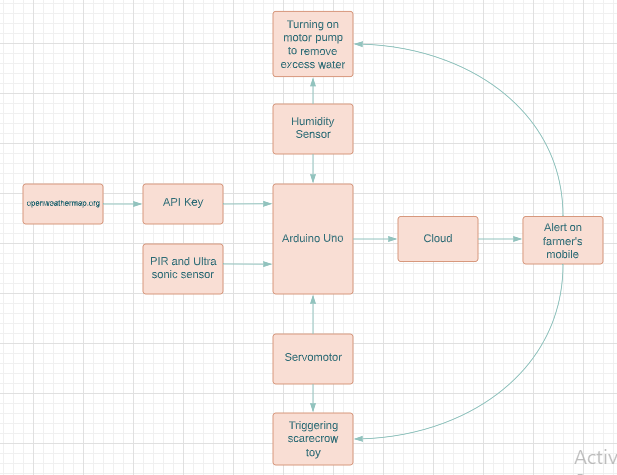 Turning on
motor pump
to remove
excess water
Humidity
Sensor
openweathermap.org
API Key
Arduino Uno
PIR and Ultra
sonic sensor
Cloud
Alert on
farmer's
mobile
Servomotor
Triggering
scarecrow
toy
Activ